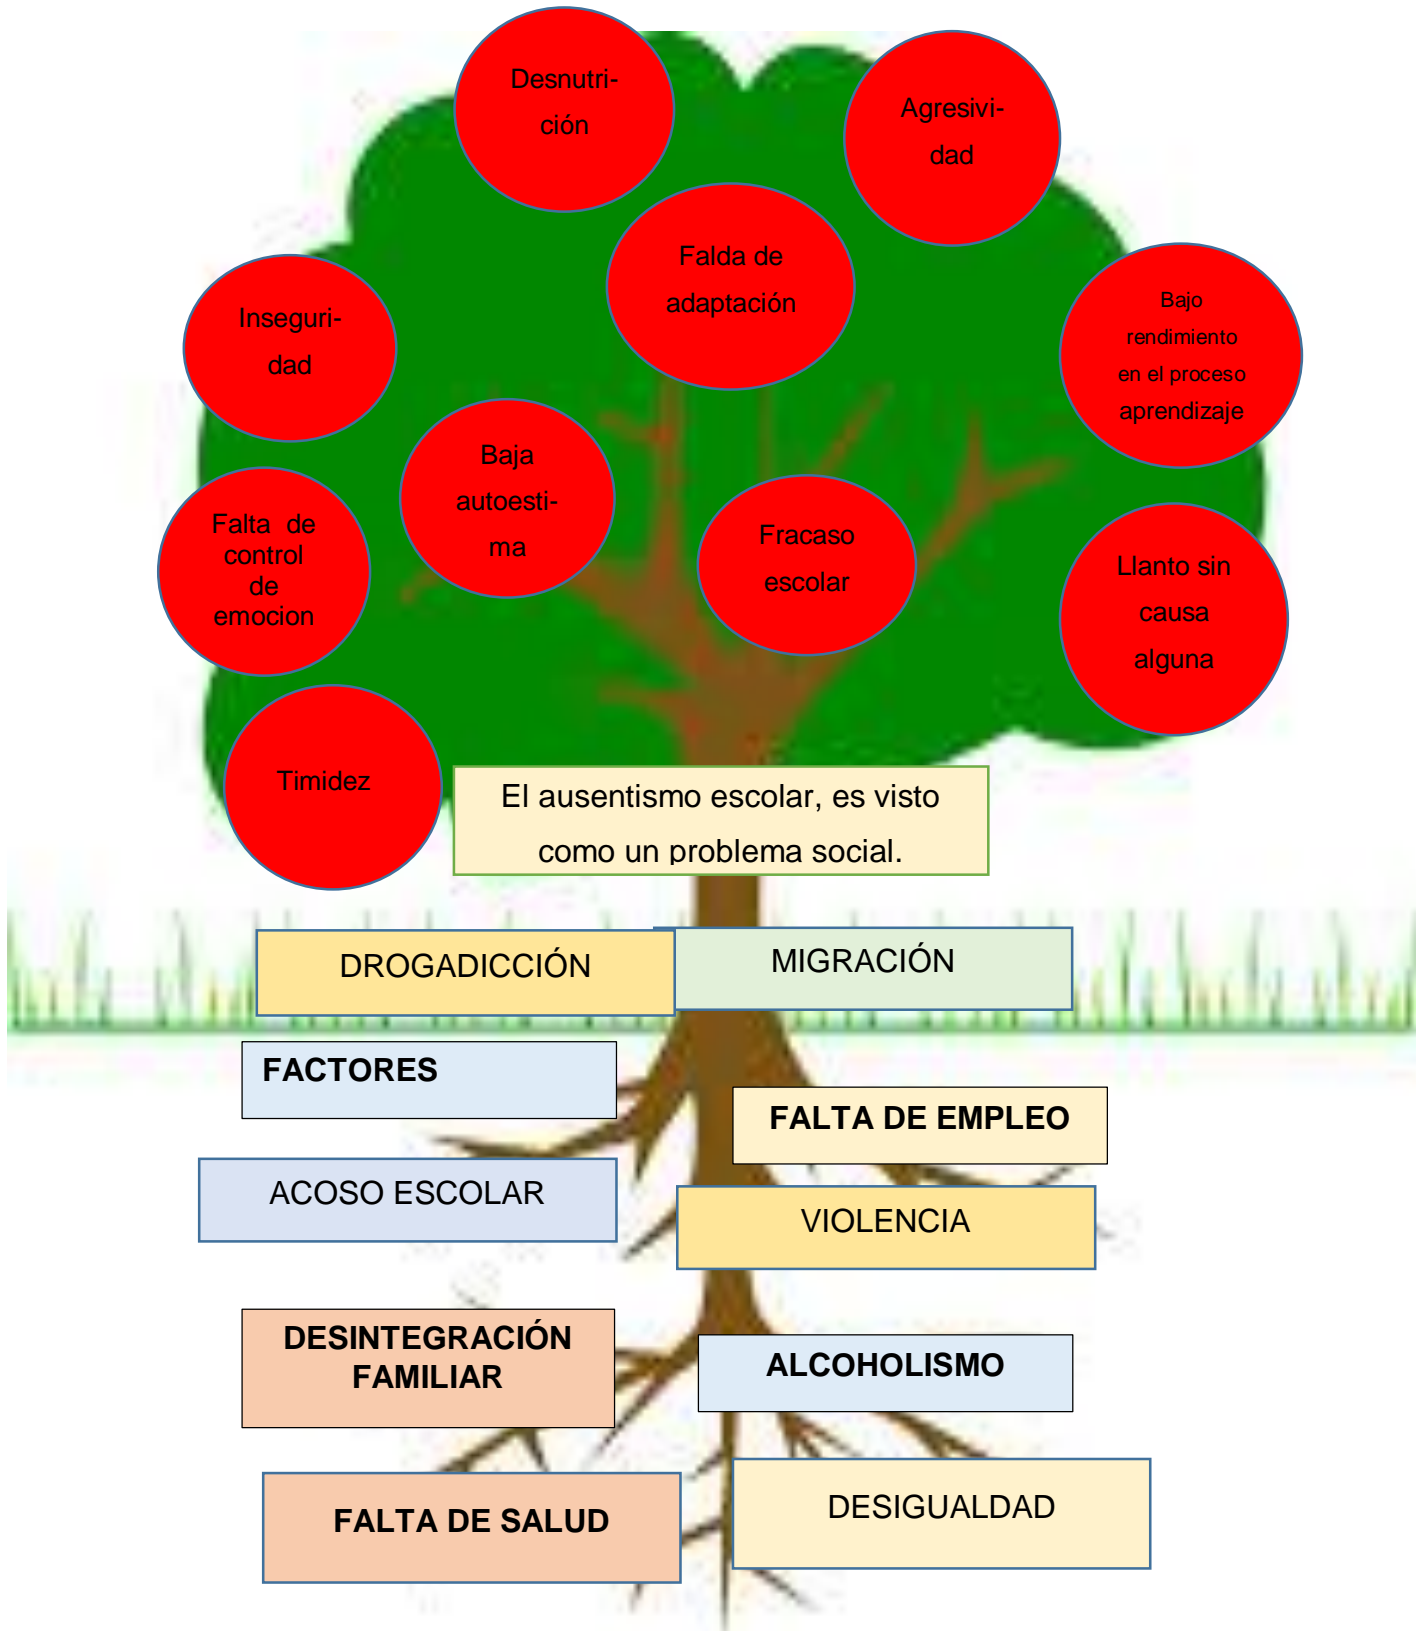 Desnutri-
ción
Agresivi-
dad
Falda de
adaptación
Inseguri-
dad
Bajo
rendimiento
en el proceso
aprendizaje
Baja
autoesti-
ma
Falta de
control
de
emocion
Fracaso
escolar
Llanto sin
causa
alguna
Timidez
El ausentismo escolar, es visto
como un problema social.
DROGADICCIÓN
MIGRACIÓN
FACTORES
FALTA DE EMPLEO
ACOSO ESCOLAR
VIOLENCIA
DESINTEGRACIÓN
FAMILIAR
ALCOHOLISMO
FALTA DE SALUD
DESIGUALDAD